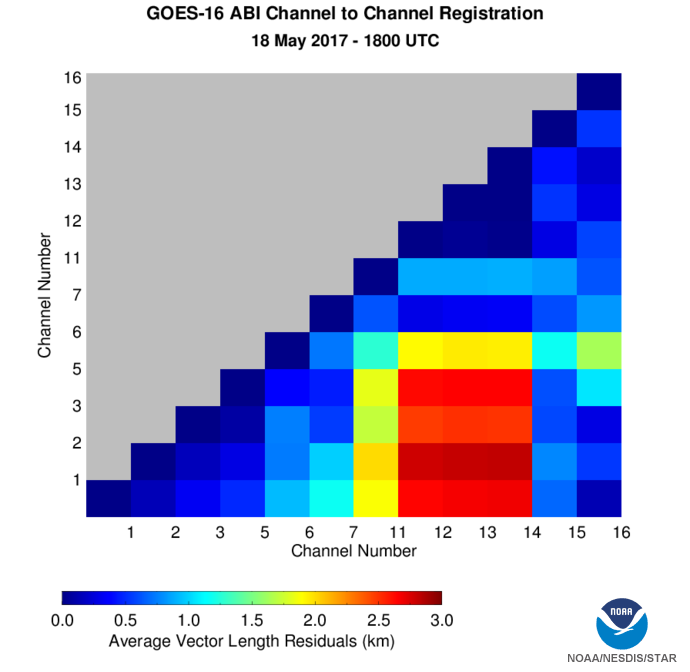 GOES-16 ABI Channel to Channel Registration
18 May 2017 - 1800 UTC
16
15
14
13
12
11
7
6
5
3
2
1
Channel Number
1 2 3 5 6 7 11 12 13 14 15 16
Channel Number
0.0 0.5 1.0 1.5 2.0 2.5 3.0
Average Vector Length Residuals (km)
NOAA
NOAA/NESDIS/STAR